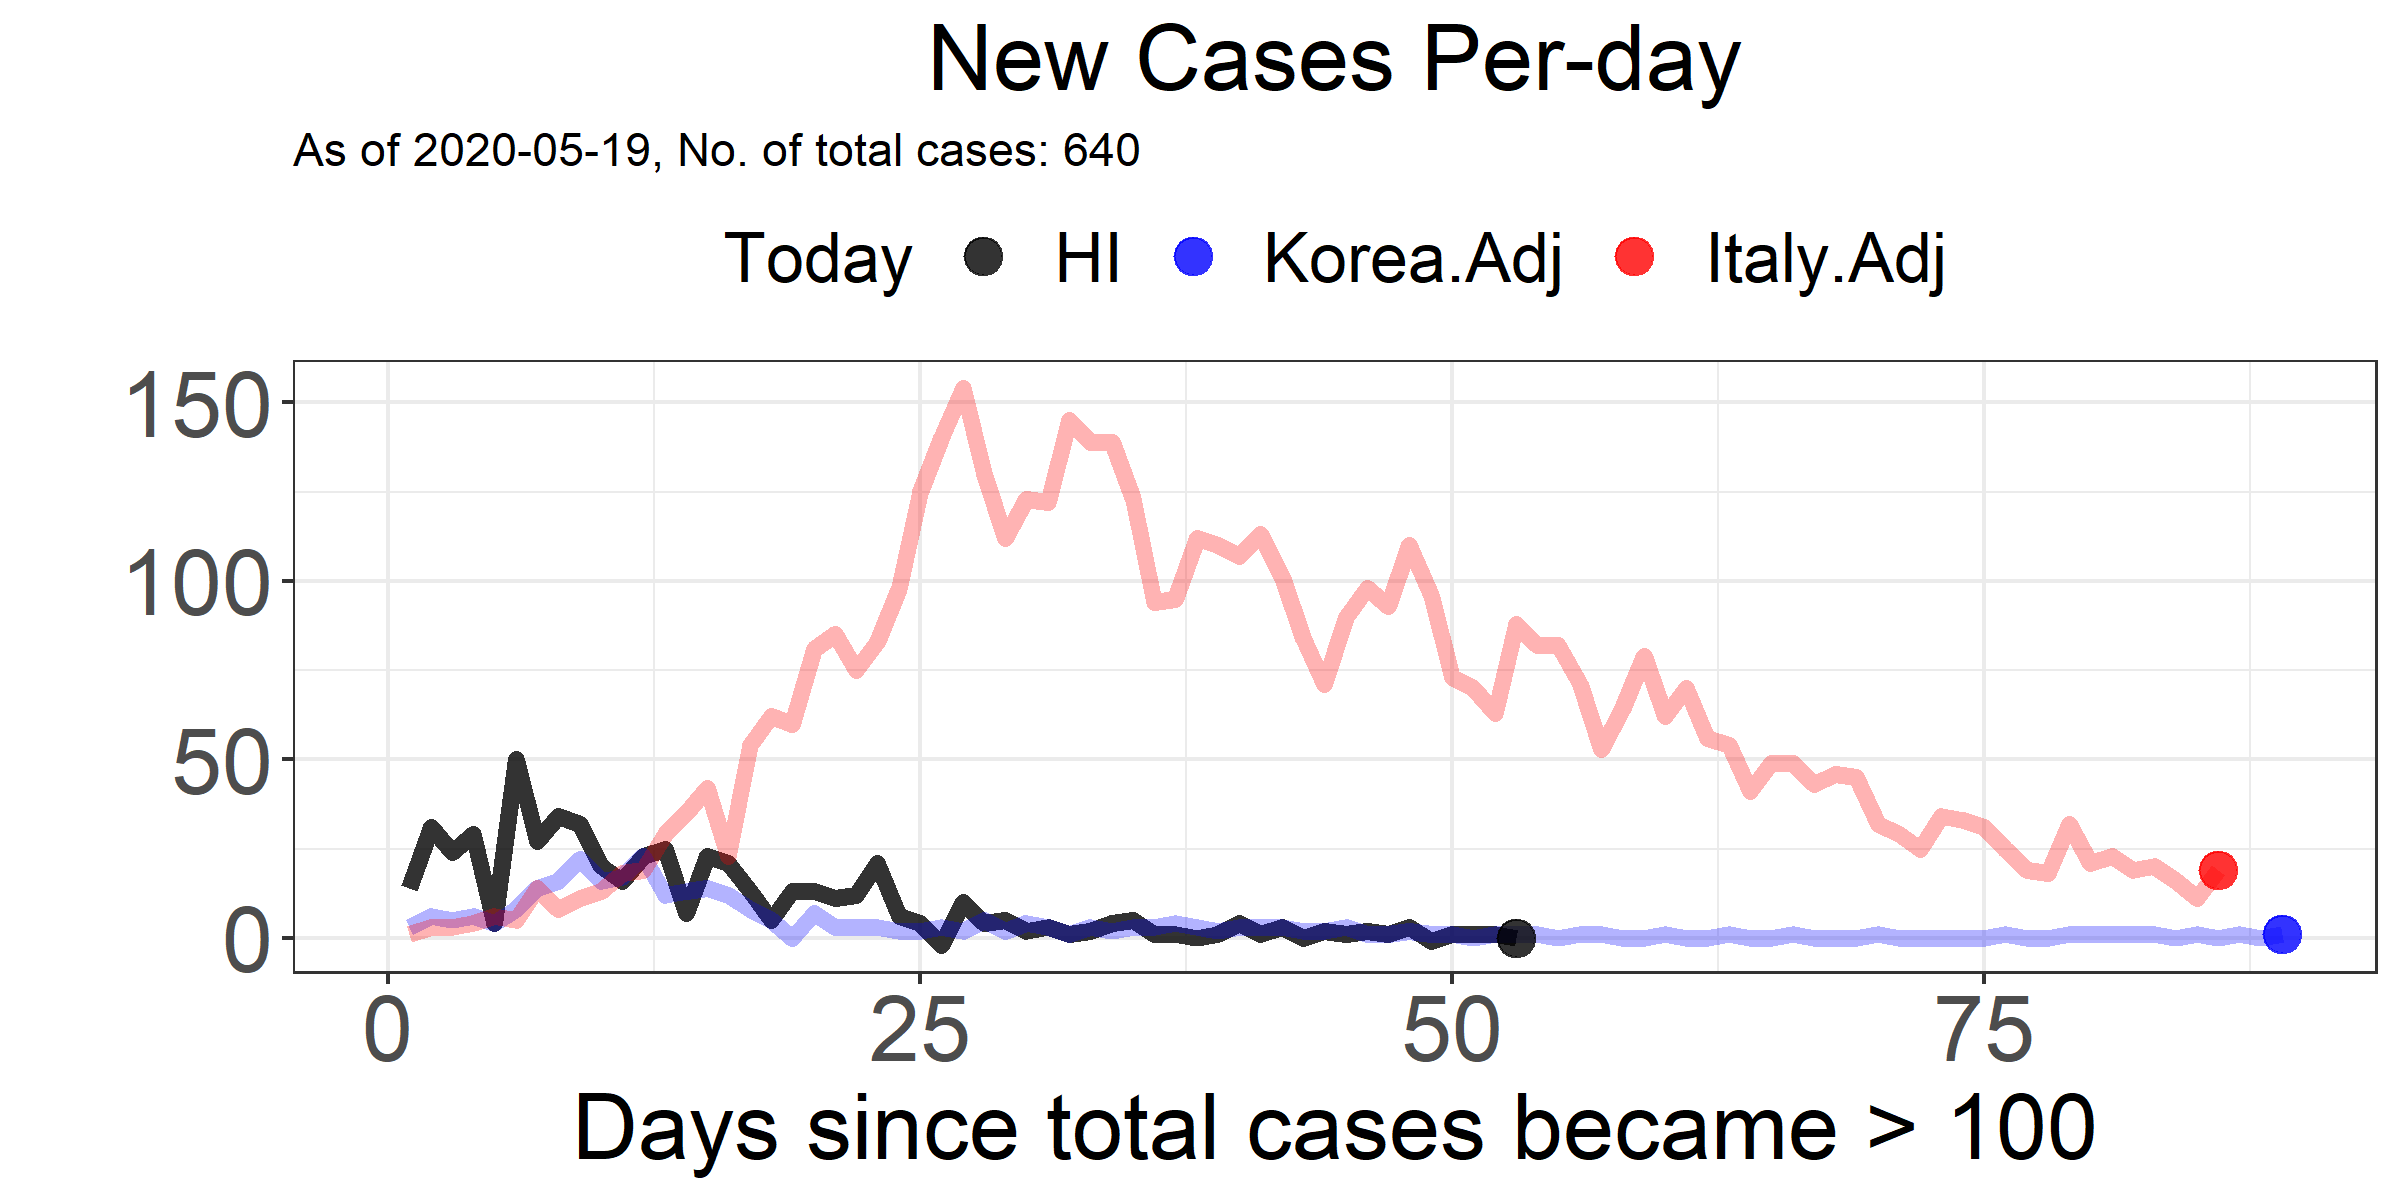 New Cases Per-day
As of 2020-05-19, No. of total cases: 640
Today HI Korea.Adj Italy.Adj
150
100
50
0
0 25 50 75
Days since total cases became > 100